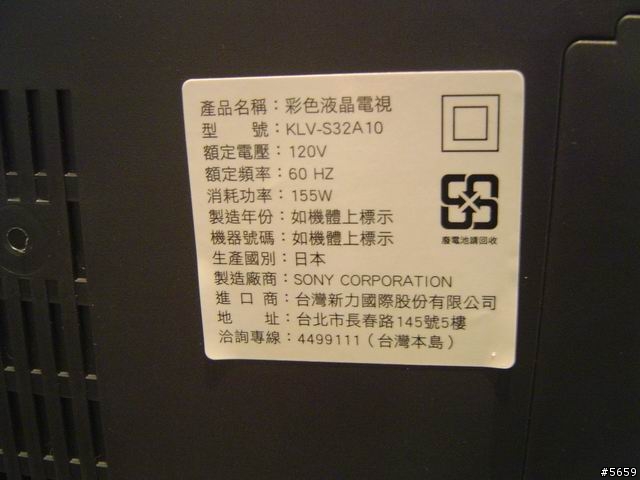 產品名稱：彩色液晶電視
型　　號：KLV-S32A10
額定電壓：120V
額定頻率：60 HZ
消耗功率：155W
製造年份：如機體上標示
機器號碼：如機體上標示
生產國別：日本
製造廠商：SONY CORPORATION
進 口 商：台灣新力國際股份有限公司
地　　址：台北市長春路145號5樓
洽詢專線：4499111（台灣本島）
廢電池請回收
#5659